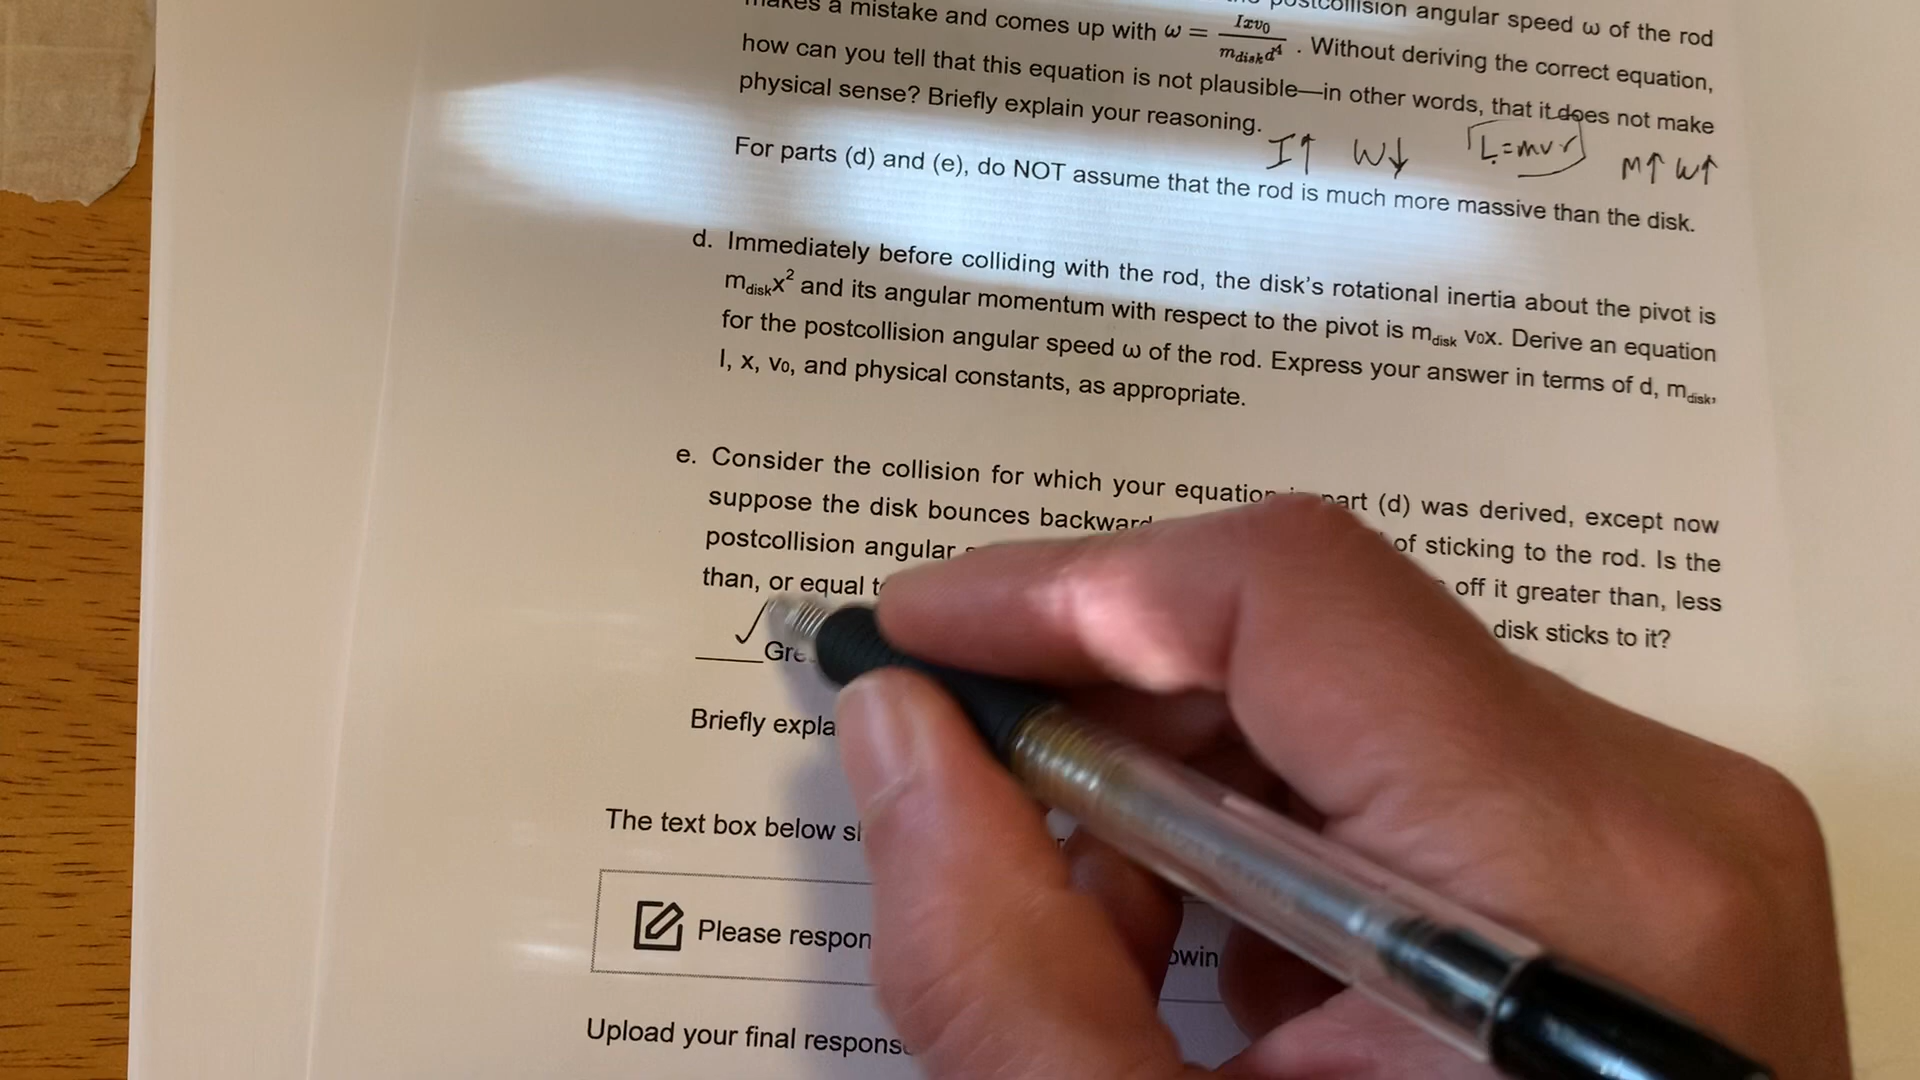 postcollision angular speed ω of the rod
makes a mistake and comes up with ω = Ixv₀ / m_disk d⁴ . Without deriving the correct equation,
how can you tell that this equation is not plausible—in other words, that it does not make
physical sense? Briefly explain your reasoning.
I↑ W↓ L=mvr M↑ W↑
For parts (d) and (e), do NOT assume that the rod is much more massive than the disk.
d. Immediately before colliding with the rod, the disk's rotational inertia about the pivot is
m_disk x² and its angular momentum with respect to the pivot is m_disk v₀x. Derive an equation
for the postcollision angular speed ω of the rod. Express your answer in terms of d, m_disk,
I, x, v₀, and physical constants, as appropriate.
e. Consider the collision for which your equation in part (d) was derived, except now
suppose the disk bounces backward of sticking to the rod. Is the
postcollision angular off it greater than, less
than, or equal disk sticks to it?
✓
____Gre
Briefly expla
The text box below
Please respon
Upload your final response